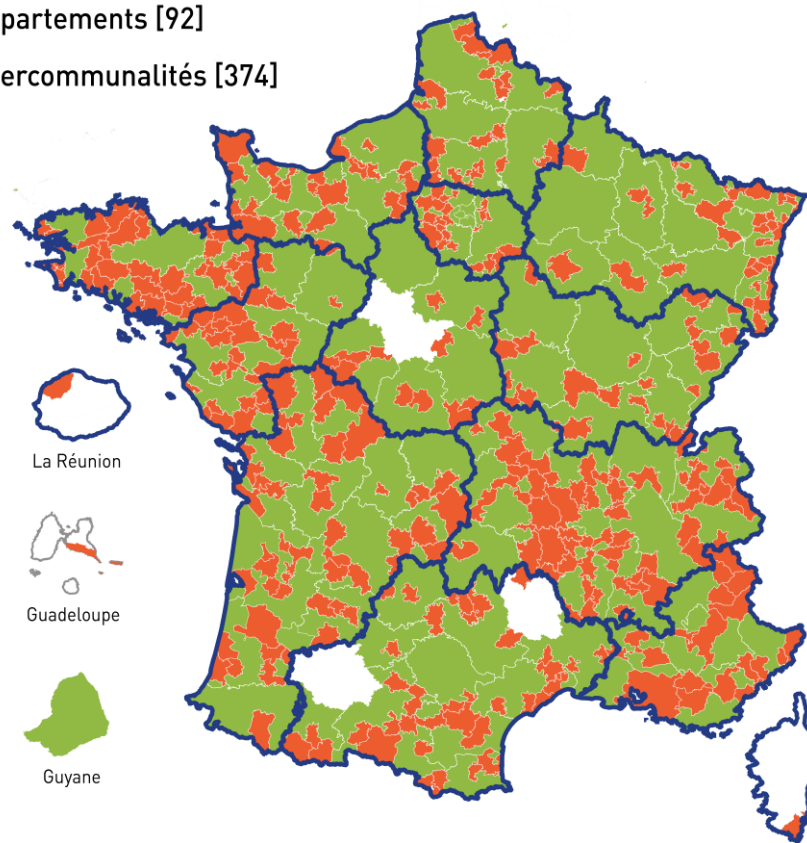 partements [92]
ercommunalités [374]
La Réunion
Guadeloupe
Guyane